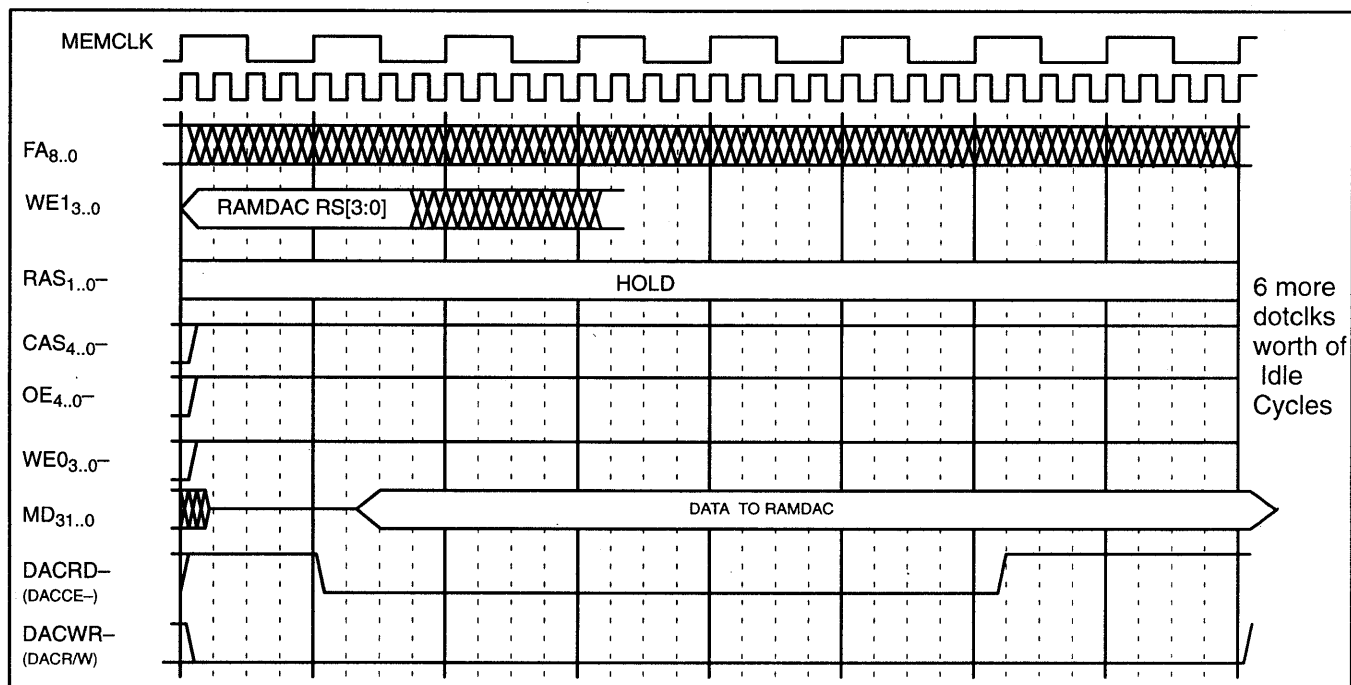 MEMCLK
FA8..0
WE13..0
RAMDAC RS[3:0]
RAS1..0–
HOLD
CAS4..0–
OE4..0–
WE03..0–
MD31..0
DATA TO RAMDAC
DACRD–
(DACCE–)
DACWR–
(DACR/W)
6 more
dotclks
worth of
Idle
Cycles